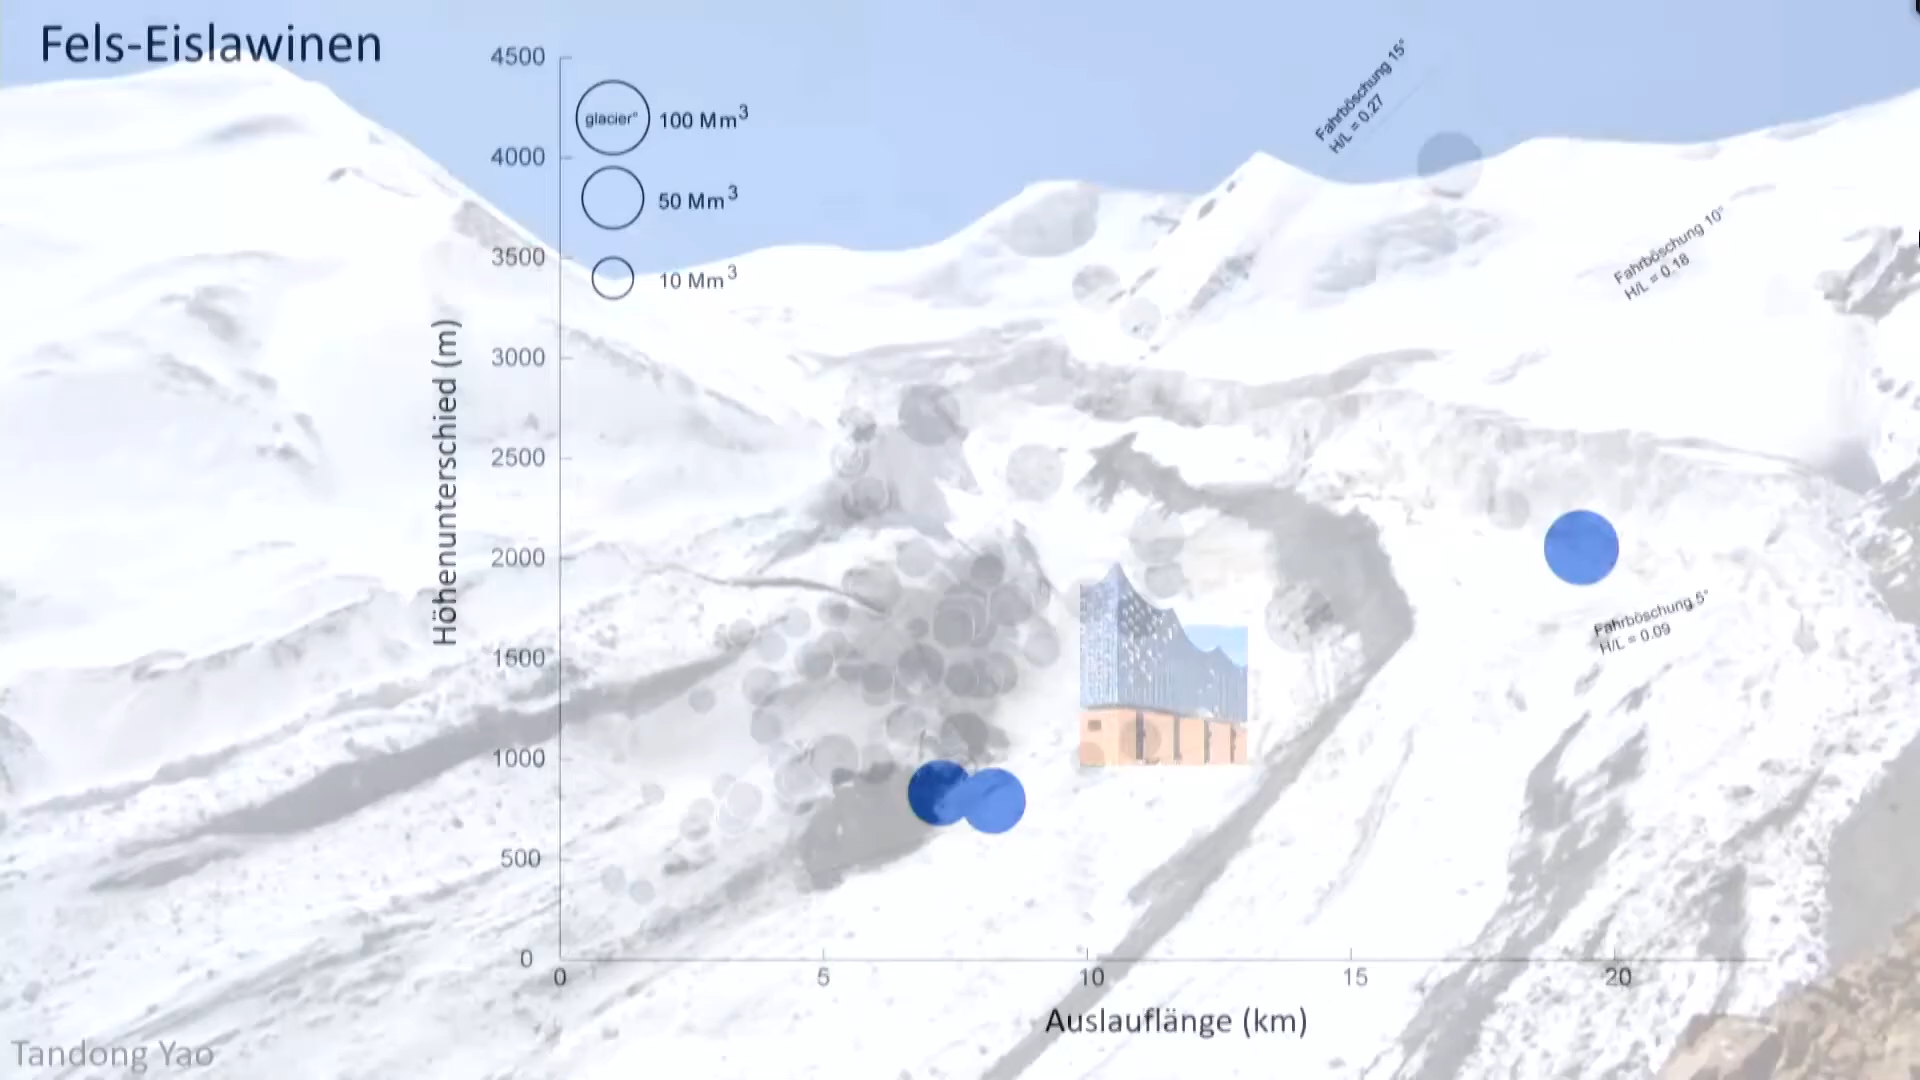 Fels-Eislawinen
4500
4000
3500
3000
2500
2000
1500
1000
500
0
Höhenunterschied (m)
glacier"
100 Mm³
50 Mm³
10 Mm³
Fahrböschung 15°
H/L = 0.27
Fahrböschung 10°
H/L = 0.18
Fahrböschung 5°
H/L = 0.09
0
5
10
15
20
Auslauflänge (km)
Tandong Yao